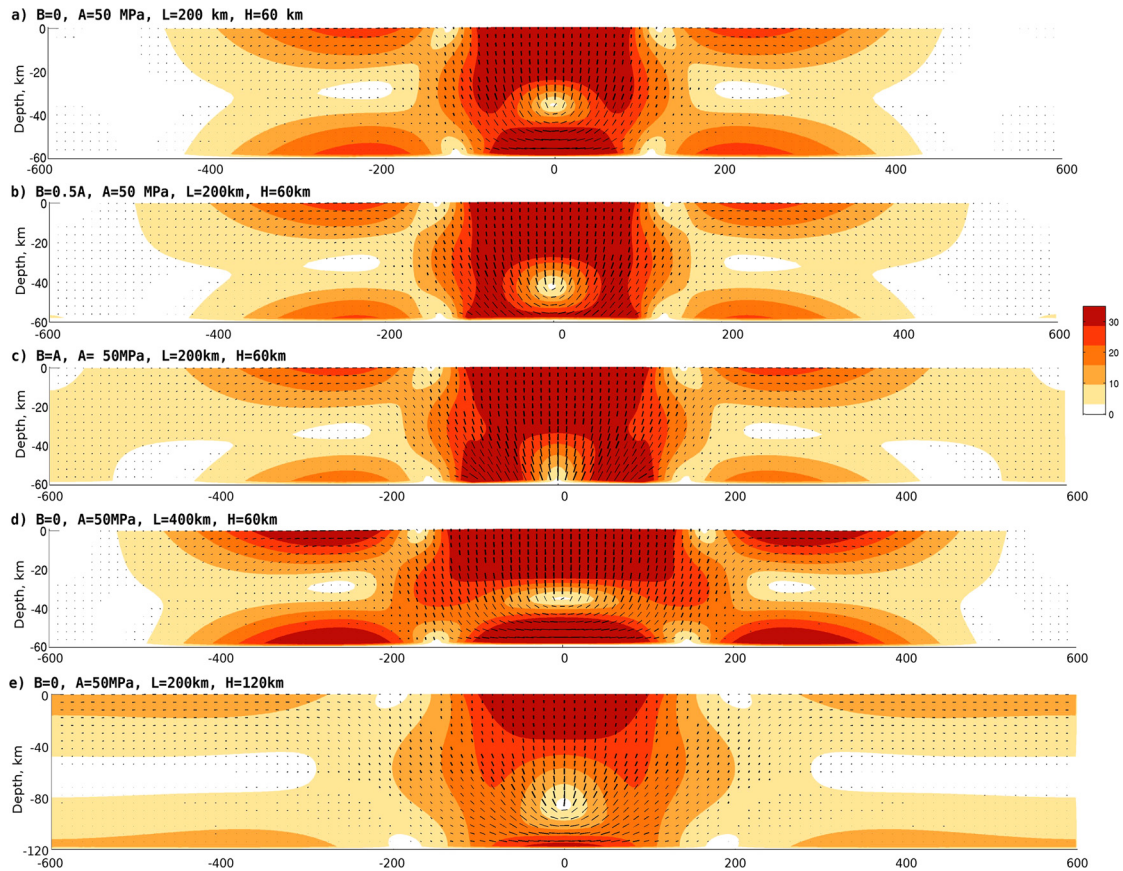 a) B=0, A=50 MPa, L=200 km, H=60 km
0
-20
-40
-60
Depth, km
-600 -400 -200 0 200 400 600
b) B=0.5A, A=50 MPa, L=200km, H=60km
0
-20
-40
-60
Depth, km
-600 -400 -200 0 200 400 600
30
20
10
0
c) B=A, A= 50MPa, L=200km, H=60km
0
-20
-40
-60
Depth, km
-600 -400 -200 0 200 400 600
d) B=0, A=50MPa, L=400km, H=60km
0
-20
-40
-60
Depth, km
-600 -400 -200 0 200 400 600
e) B=0, A=50MPa, L=200km, H=120km
0
-40
-80
-120
Depth, km
-600 -400 -200 0 200 400 600